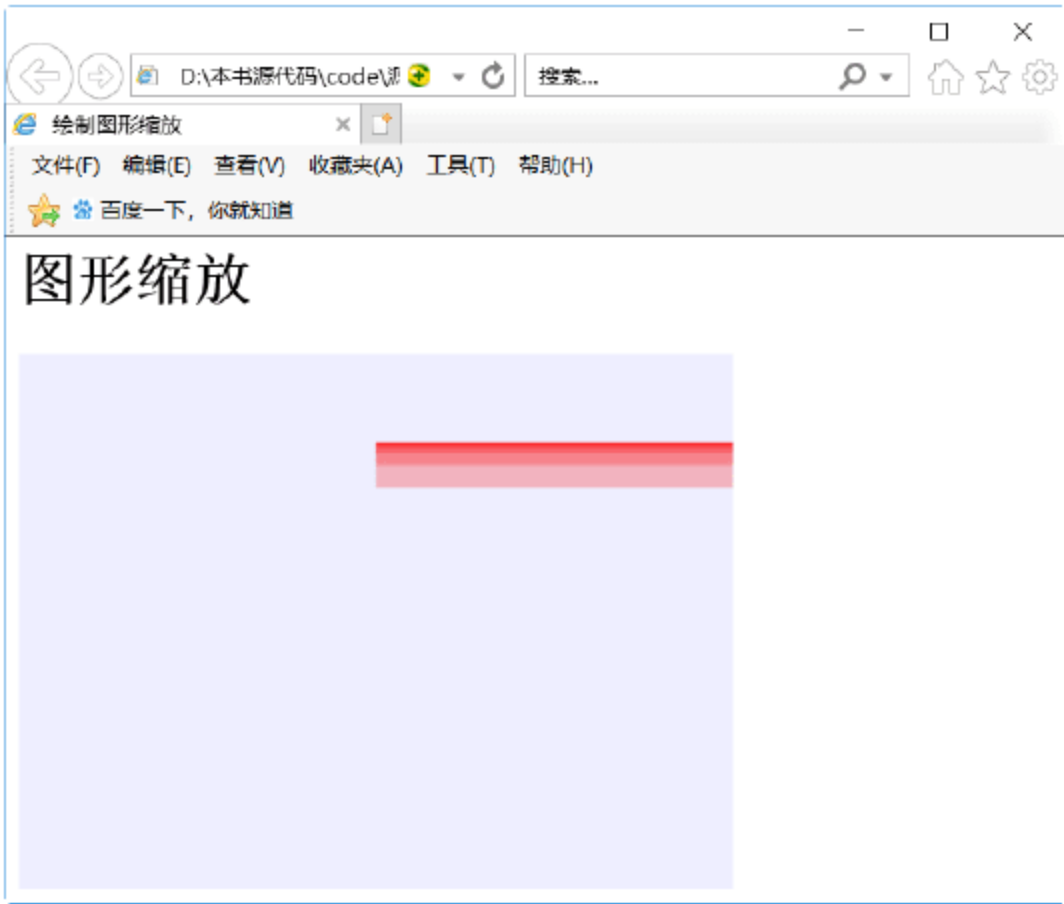 D:\本书源代码\code\
搜索...
绘制图形缩放
文件(F) 编辑(E) 查看(V) 收藏夹(A) 工具(T) 帮助(H)
百度一下，你就知道
图形缩放